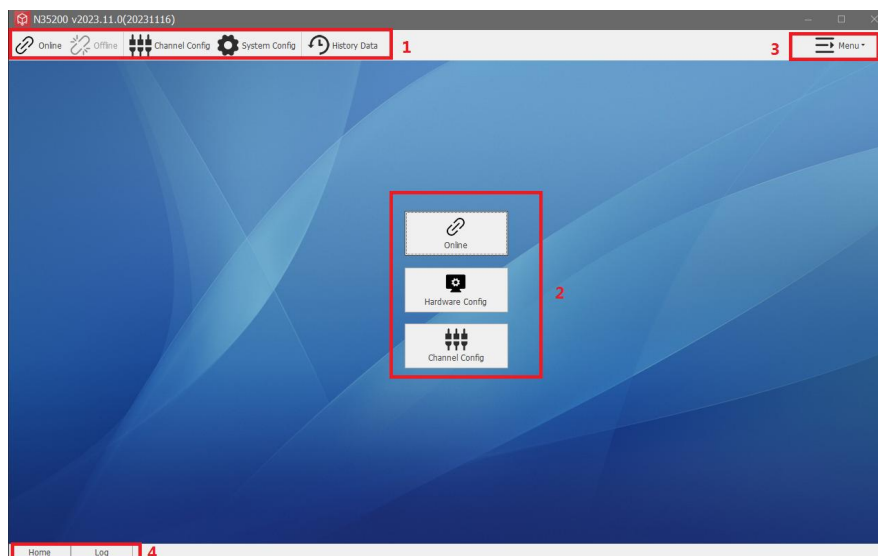 N35200 v2023.11.0(20231116)
Online Offline Channel Config System Config History Data 1 3 Menu
Online
Hardware Config 2
Channel Config
Home Log 4